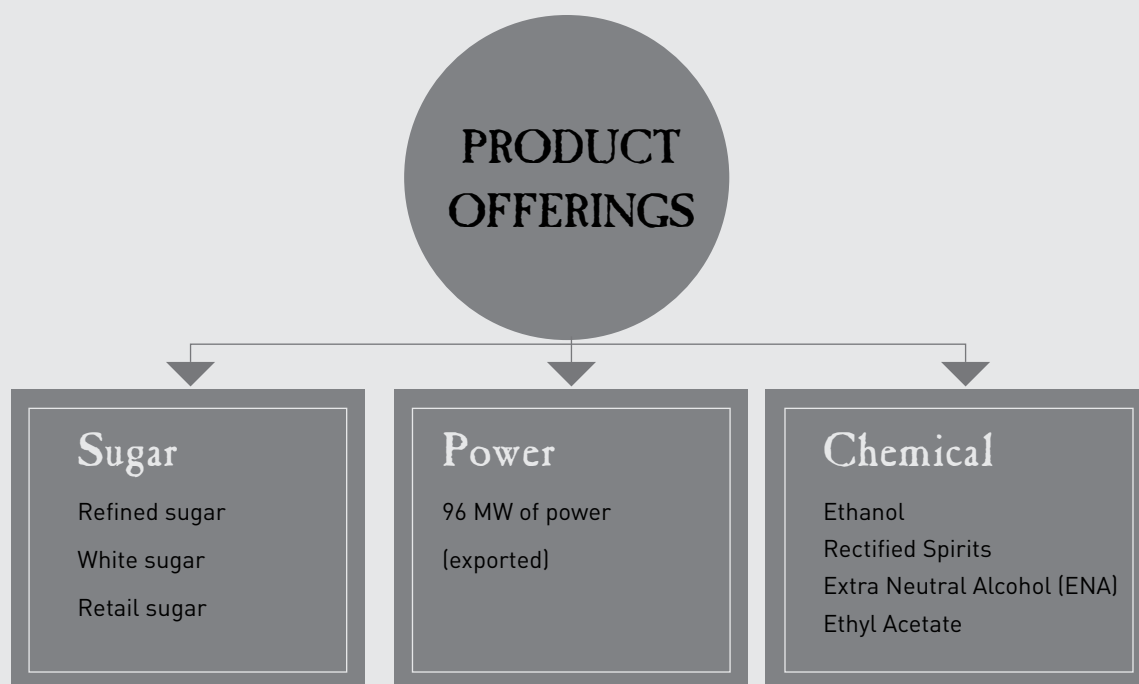 PRODUCT
OFFERINGS
Sugar
Refined sugar
White sugar
Retail sugar
Power
96 MW of power
(exported)
Chemical
Ethanol
Rectified Spirits
Extra Neutral Alcohol (ENA)
Ethyl Acetate